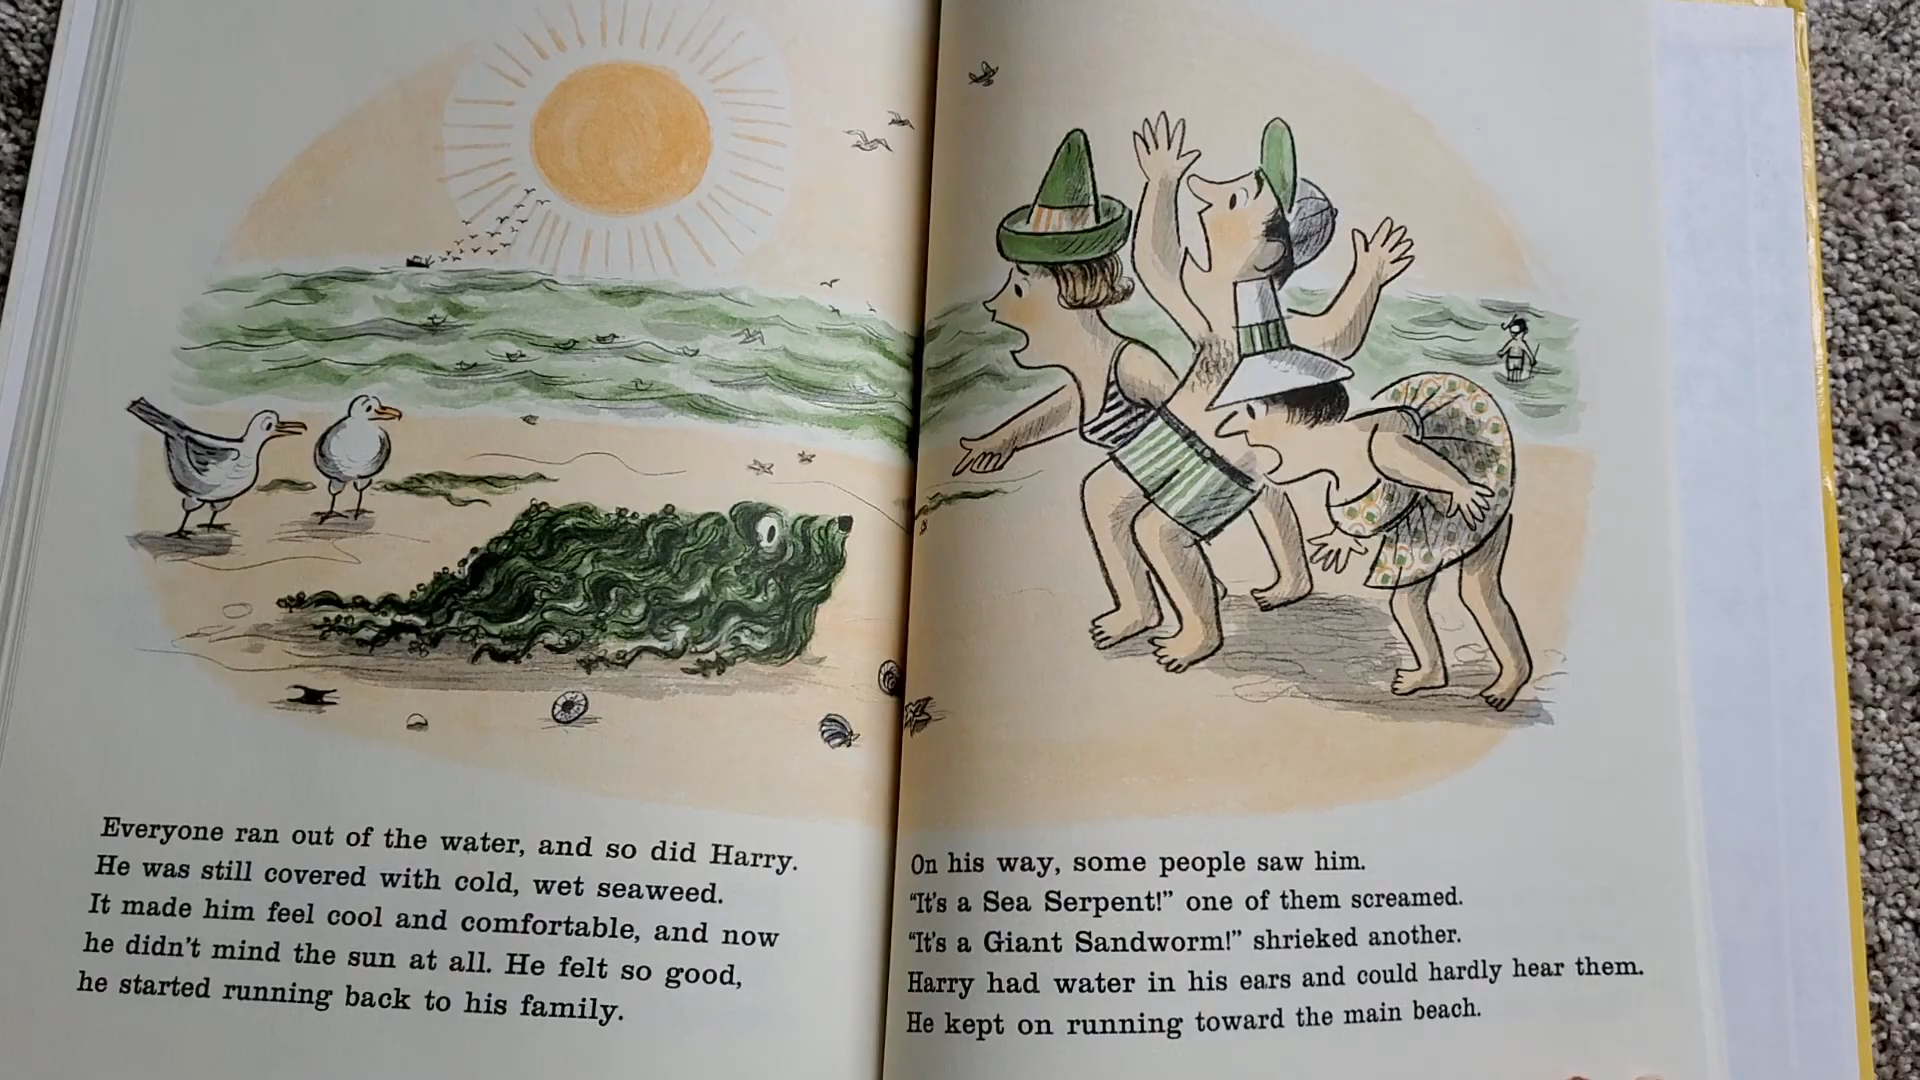 Everyone ran out of the water, and so did Harry.
He was still covered with cold, wet seaweed.
It made him feel cool and comfortable, and now
he didn't mind the sun at all. He felt so good,
he started running back to his family.
On his way, some people saw him.
“It's a Sea Serpent!” one of them screamed.
“It's a Giant Sandworm!” shrieked another.
Harry had water in his ears and could hardly hear them.
He kept on running toward the main beach.